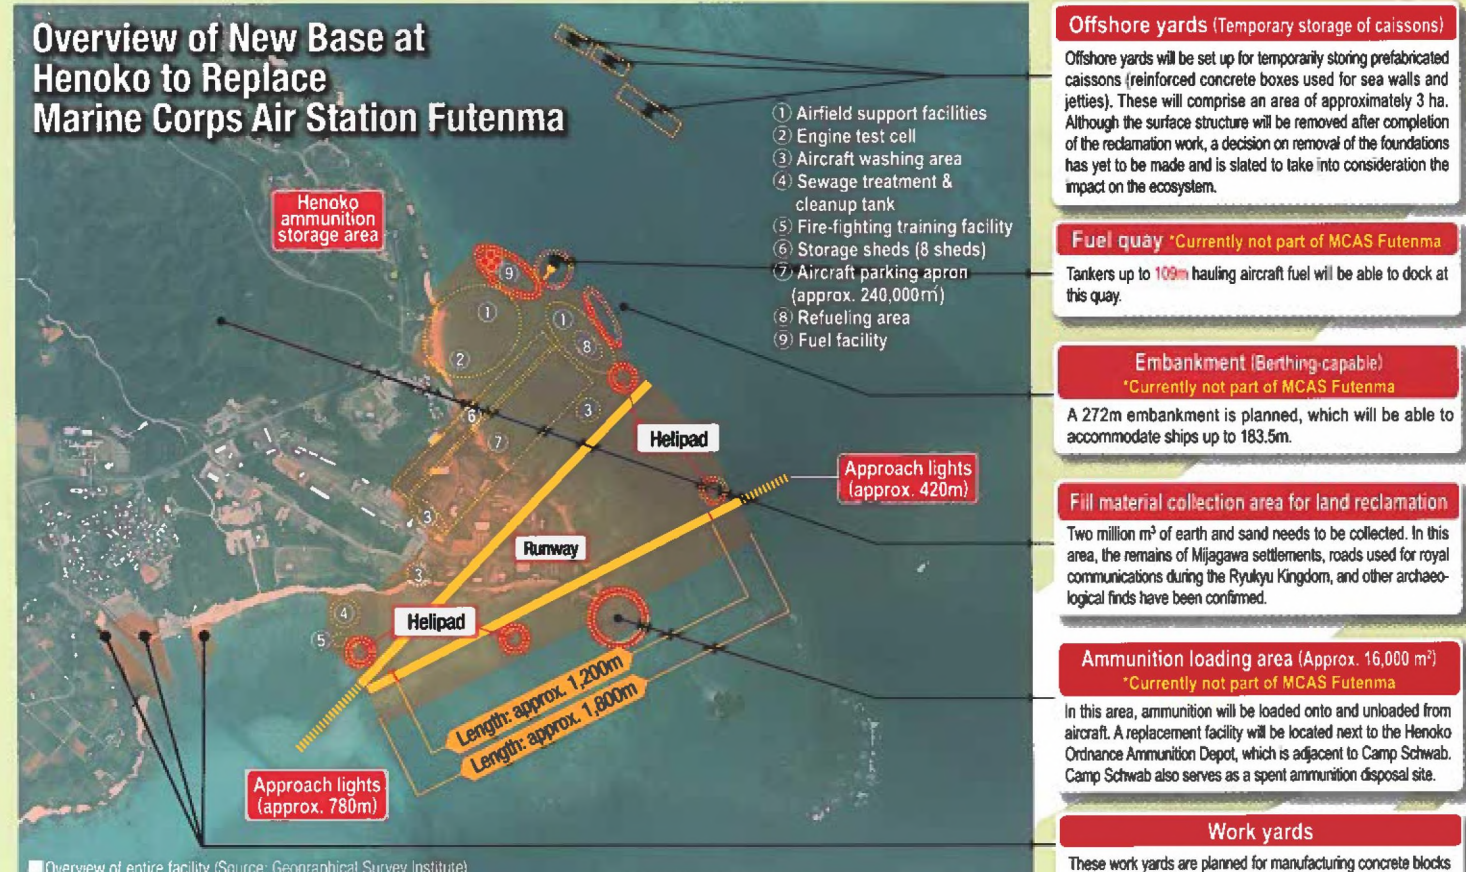 Overview of New Base at
Henoko to Replace
Marine Corps Air Station Futenma
Henoko
ammunition
storage area
① Airfield support facilities
② Engine test cell
③ Aircraft washing area
④ Sewage treatment &
cleanup tank
⑤ Fire-fighting training facility
⑥ Storage sheds (8 sheds)
⑦ Aircraft parking apron
(approx. 240,000㎡)
⑧ Refueling area
⑨ Fuel facility
⑨
①
①
②
⑧
⑥
③
⑦
③
③
④
⑤
Helipad
Approach lights
(approx. 420m)
Runway
Helipad
Length: approx. 1,200m
Length: approx. 1,800m
Approach lights
(approx. 780m)
■Overview of entire facility (Source: Geographical Survey Institute)
Offshore yards (Temporary storage of caissons)
Offshore yards will be set up for temporarily storing prefabricated
caissons (reinforced concrete boxes used for sea walls and
jetties). These will comprise an area of approximately 3 ha.
Although the surface structure will be removed after completion
of the reclamation work, a decision on removal of the foundations
has yet to be made and is slated to take into consideration the
impact on the ecosystem.
Fuel quay *Currently not part of MCAS Futenma
Tankers up to 109m hauling aircraft fuel will be able to dock at
this quay.
Embankment (Berthing-capable)
*Currently not part of MCAS Futenma
A 272m embankment is planned, which will be able to
accommodate ships up to 183.5m.
Fill material collection area for land reclamation
Two million m³ of earth and sand needs to be collected. In this
area, the remains of Mijagawa settlements, roads used for royal
communications during the Ryukyu Kingdom, and other archaeo-
logical finds have been confirmed.
Ammunition loading area (Approx. 16,000 m²)
*Currently not part of MCAS Futenma
In this area, ammunition will be loaded onto and unloaded from
aircraft. A replacement facility will be located next to the Henoko
Ordnance Ammunition Depot, which is adjacent to Camp Schwab.
Camp Schwab also serves as a spent ammunition disposal site.
Work yards
These work yards are planned for manufacturing concrete blocks